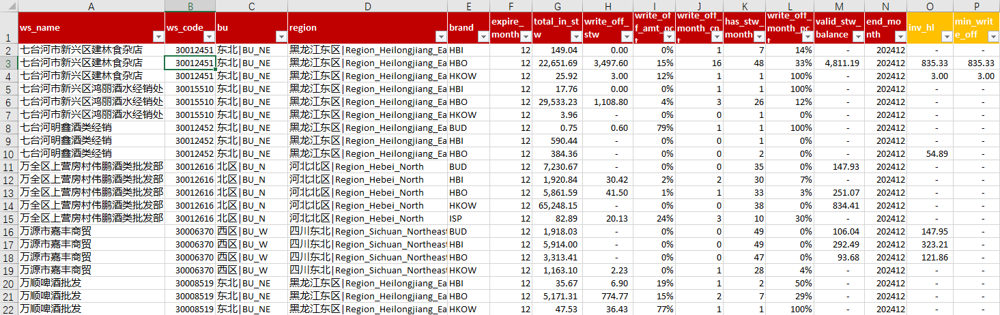 A B C D E F G H I J K L M N O P
1 ws_name ws_code bu region brand expire_month total_in_stw write_off_stw write_off_amt_pct write_off_month_cnt has_stw_month write_off_month_pct valid_stw_balance end_month inv_hl min_write_off
2 七台河市新兴区建林食杂店 30012451 东北|BU_NE 黑龙江东区|Region_Heilongjiang_Ea HBI 12 149.04 0.00 0% 1 7 14% - 202412 - -
3 七台河市新兴区建林食杂店 30012451 东北|BU_NE 黑龙江东区|Region_Heilongjiang_Ea HBO 12 22,651.69 3,497.60 15% 16 48 33% 4,811.19 202412 835.33 835.33
4 七台河市新兴区建林食杂店 30012451 东北|BU_NE 黑龙江东区|Region_Heilongjiang_Ea HKOW 12 25.92 3.00 12% 1 1 100% - 202412 3.00 3.00
5 七台河市新兴区鸿丽酒水经销处 30015510 东北|BU_NE 黑龙江东区|Region_Heilongjiang_Ea HBI 12 17.76 0.00 0% 1 1 100% - 202412 - -
6 七台河市新兴区鸿丽酒水经销处 30015510 东北|BU_NE 黑龙江东区|Region_Heilongjiang_Ea HBO 12 29,533.23 1,108.80 4% 3 26 12% - 202412 - -
7 七台河市新兴区鸿丽酒水经销处 30015510 东北|BU_NE 黑龙江东区|Region_Heilongjiang_Ea HKOW 12 3.96 - 0% 0 1 0% - 202412 - -
8 七台河明鑫酒类经销 30012452 东北|BU_NE 黑龙江东区|Region_Heilongjiang_Ea BUD 12 0.75 0.60 79% 1 1 100% - 202412 - -
9 七台河明鑫酒类经销 30012452 东北|BU_NE 黑龙江东区|Region_Heilongjiang_Ea HBI 12 590.44 - 0% 0 1 0% - 202412 - -
10 七台河明鑫酒类经销 30012452 东北|BU_NE 黑龙江东区|Region_Heilongjiang_Ea HBO 12 384.36 - 0% 0 2 0% - 202412 54.89 -
11 万全区上营房村伟鹏酒类批发部 30012616 北区|BU_N 河北北区|Region_Hebei_North BUD 12 7,230.67 - 0% 0 35 0% 147.93 202412 - -
12 万全区上营房村伟鹏酒类批发部 30012616 北区|BU_N 河北北区|Region_Hebei_North HBI 12 1,920.84 30.42 2% 2 30 7% - 202412 - -
13 万全区上营房村伟鹏酒类批发部 30012616 北区|BU_N 河北北区|Region_Hebei_North HBO 12 5,861.59 41.50 1% 1 33 3% 251.07 202412 - -
14 万全区上营房村伟鹏酒类批发部 30012616 北区|BU_N 河北北区|Region_Hebei_North HKOW 12 65,248.15 - 0% 0 38 0% 834.41 202412 - -
15 万全区上营房村伟鹏酒类批发部 30012616 北区|BU_N 河北北区|Region_Hebei_North ISP 12 82.89 20.13 24% 3 10 30% - 202412 - -
16 万源市嘉丰商贸 30006370 西区|BU_W 四川东北|Region_Sichuan_Northeast BUD 12 1,918.03 - 0% 0 49 0% 106.04 202412 147.95 -
17 万源市嘉丰商贸 30006370 西区|BU_W 四川东北|Region_Sichuan_Northeast HBI 12 5,914.00 - 0% 0 49 0% 292.49 202412 323.21 -
18 万源市嘉丰商贸 30006370 西区|BU_W 四川东北|Region_Sichuan_Northeast HBO 12 3,313.41 - 0% 0 47 0% 93.68 202412 121.86 -
19 万源市嘉丰商贸 30006370 西区|BU_W 四川东北|Region_Sichuan_Northeast HKOW 12 1,163.10 2.23 0% 1 28 4% - 202412 - -
20 万顺啤酒批发 30008519 东北|BU_NE 黑龙江东区|Region_Heilongjiang_Ea HBI 12 35.67 6.90 19% 1 2 50% - 202412 - -
21 万顺啤酒批发 30008519 东北|BU_NE 黑龙江东区|Region_Heilongjiang_Ea HBO 12 5,171.31 774.77 15% 2 7 29% - 202412 - -
22 万顺啤酒批发 30008519 东北|BU_NE 黑龙江东区|Region_Heilongjiang_Ea HKOW 12 47.53 36.43 77% 1 1 100% - 202412 - -